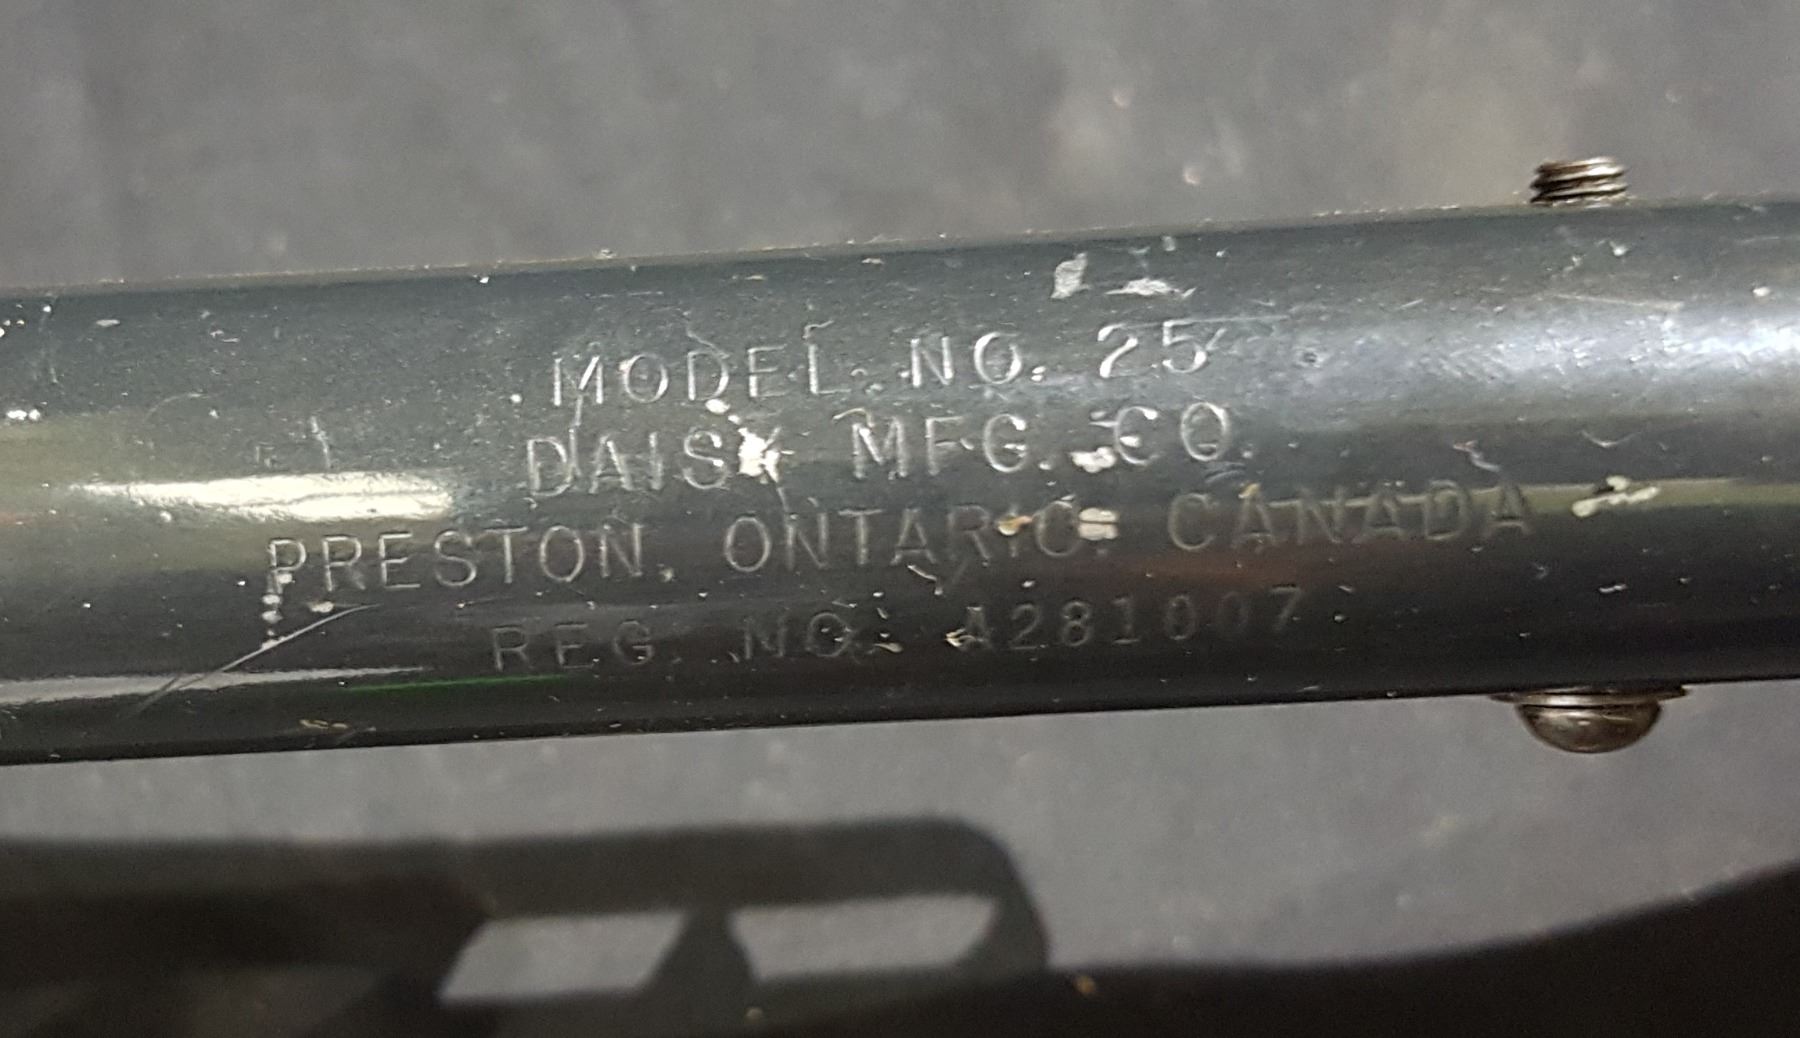 MODEL NO. 25
DAISY MFG. CO.
PRESTON, ONTARIO, CANADA
REG. NO. A281007